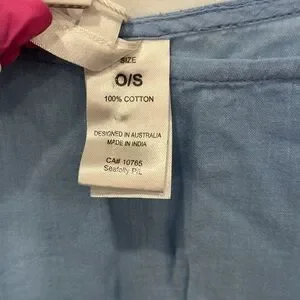 SIZE
O/S
100% COTTON
DESIGNED IN AUSTRALIA
MADE IN INDIA
CA# 10765
Seafolly P/L